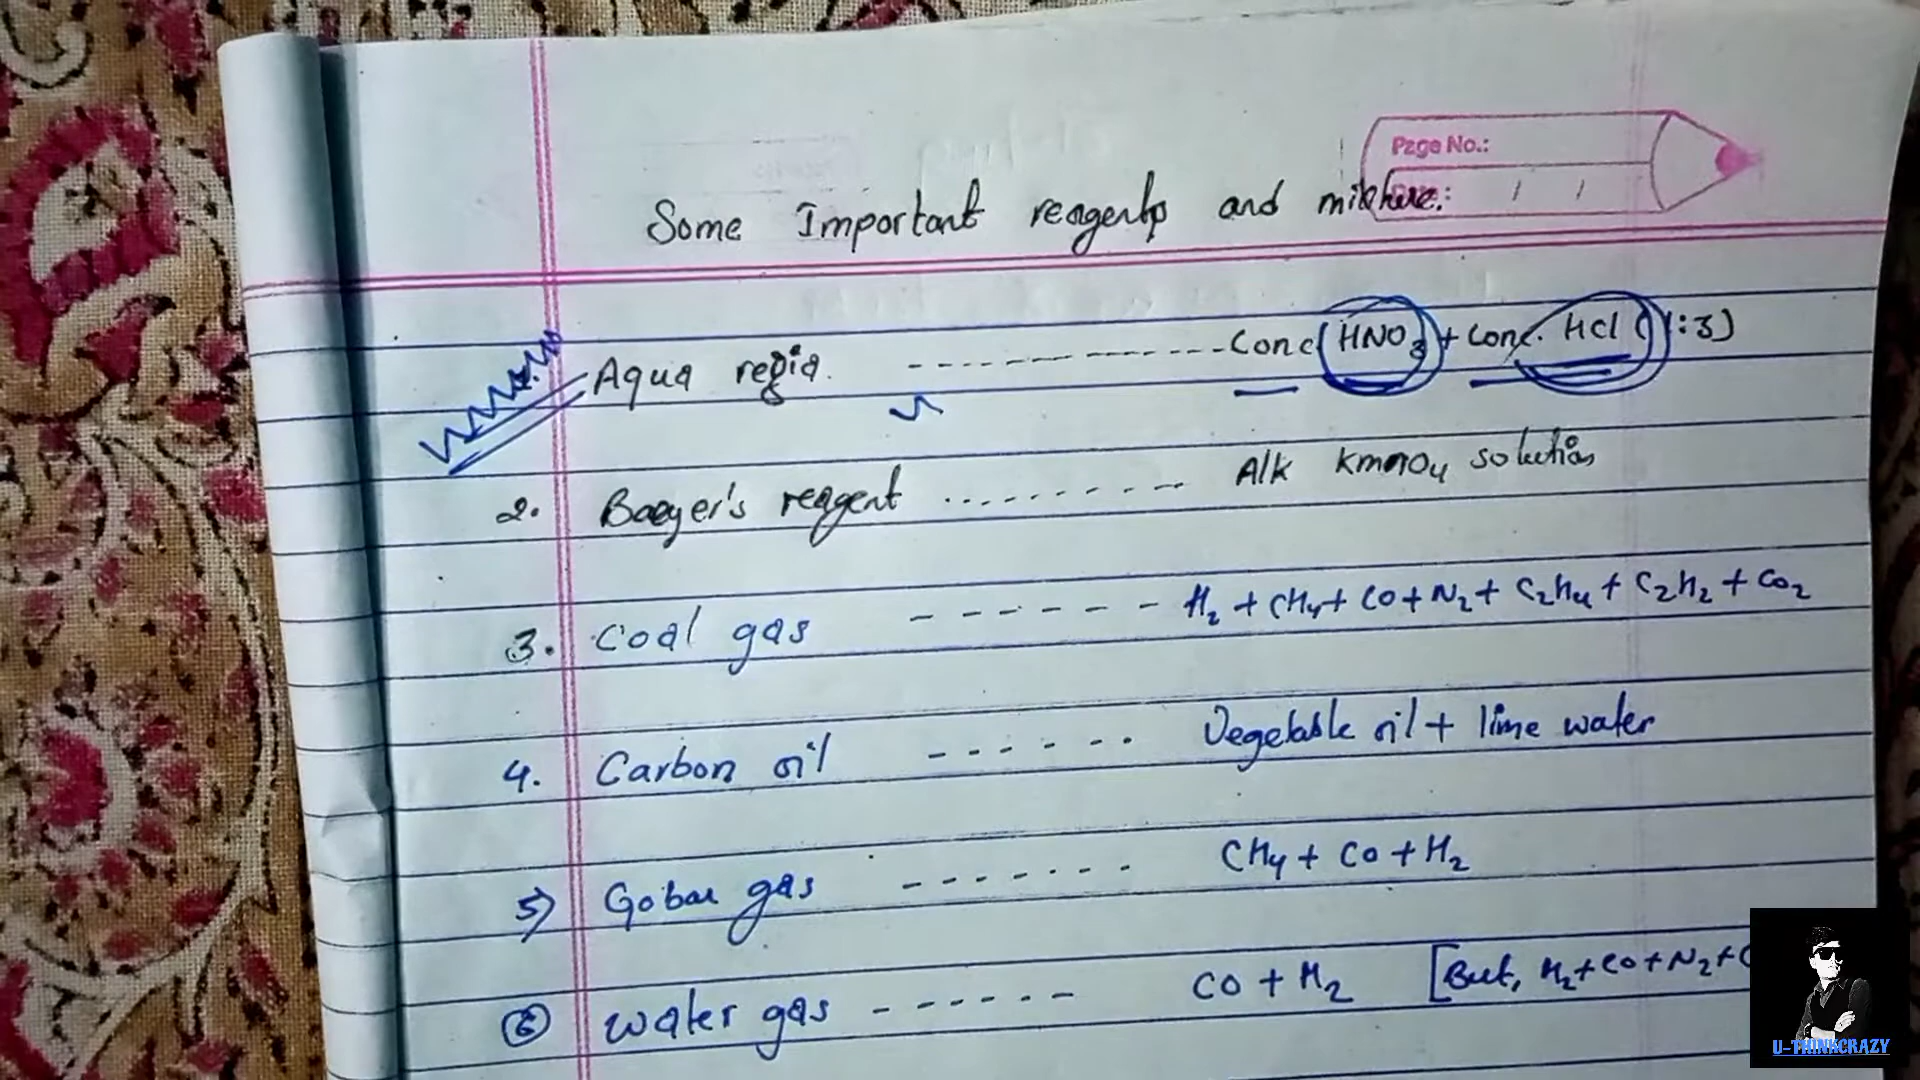 Page No.:
Some Important reagents and mixture.
Aqua regia. ------------ Conc HNO3 + Conc. HCl (1:3)
2. Baeyer's reagent .......... Alk KmnO4 solution
3. Coal gas ------- H2 + CH4 + CO + N2 + C2H4 + C2H2 + CO2
4. Carbon oil ------- Vegetable oil + lime water
5) Gobar gas ------- CH4 + CO + H2
6 Water gas ------ CO + H2 [But, H2+CO+N2+C
U-THINKCRAZY